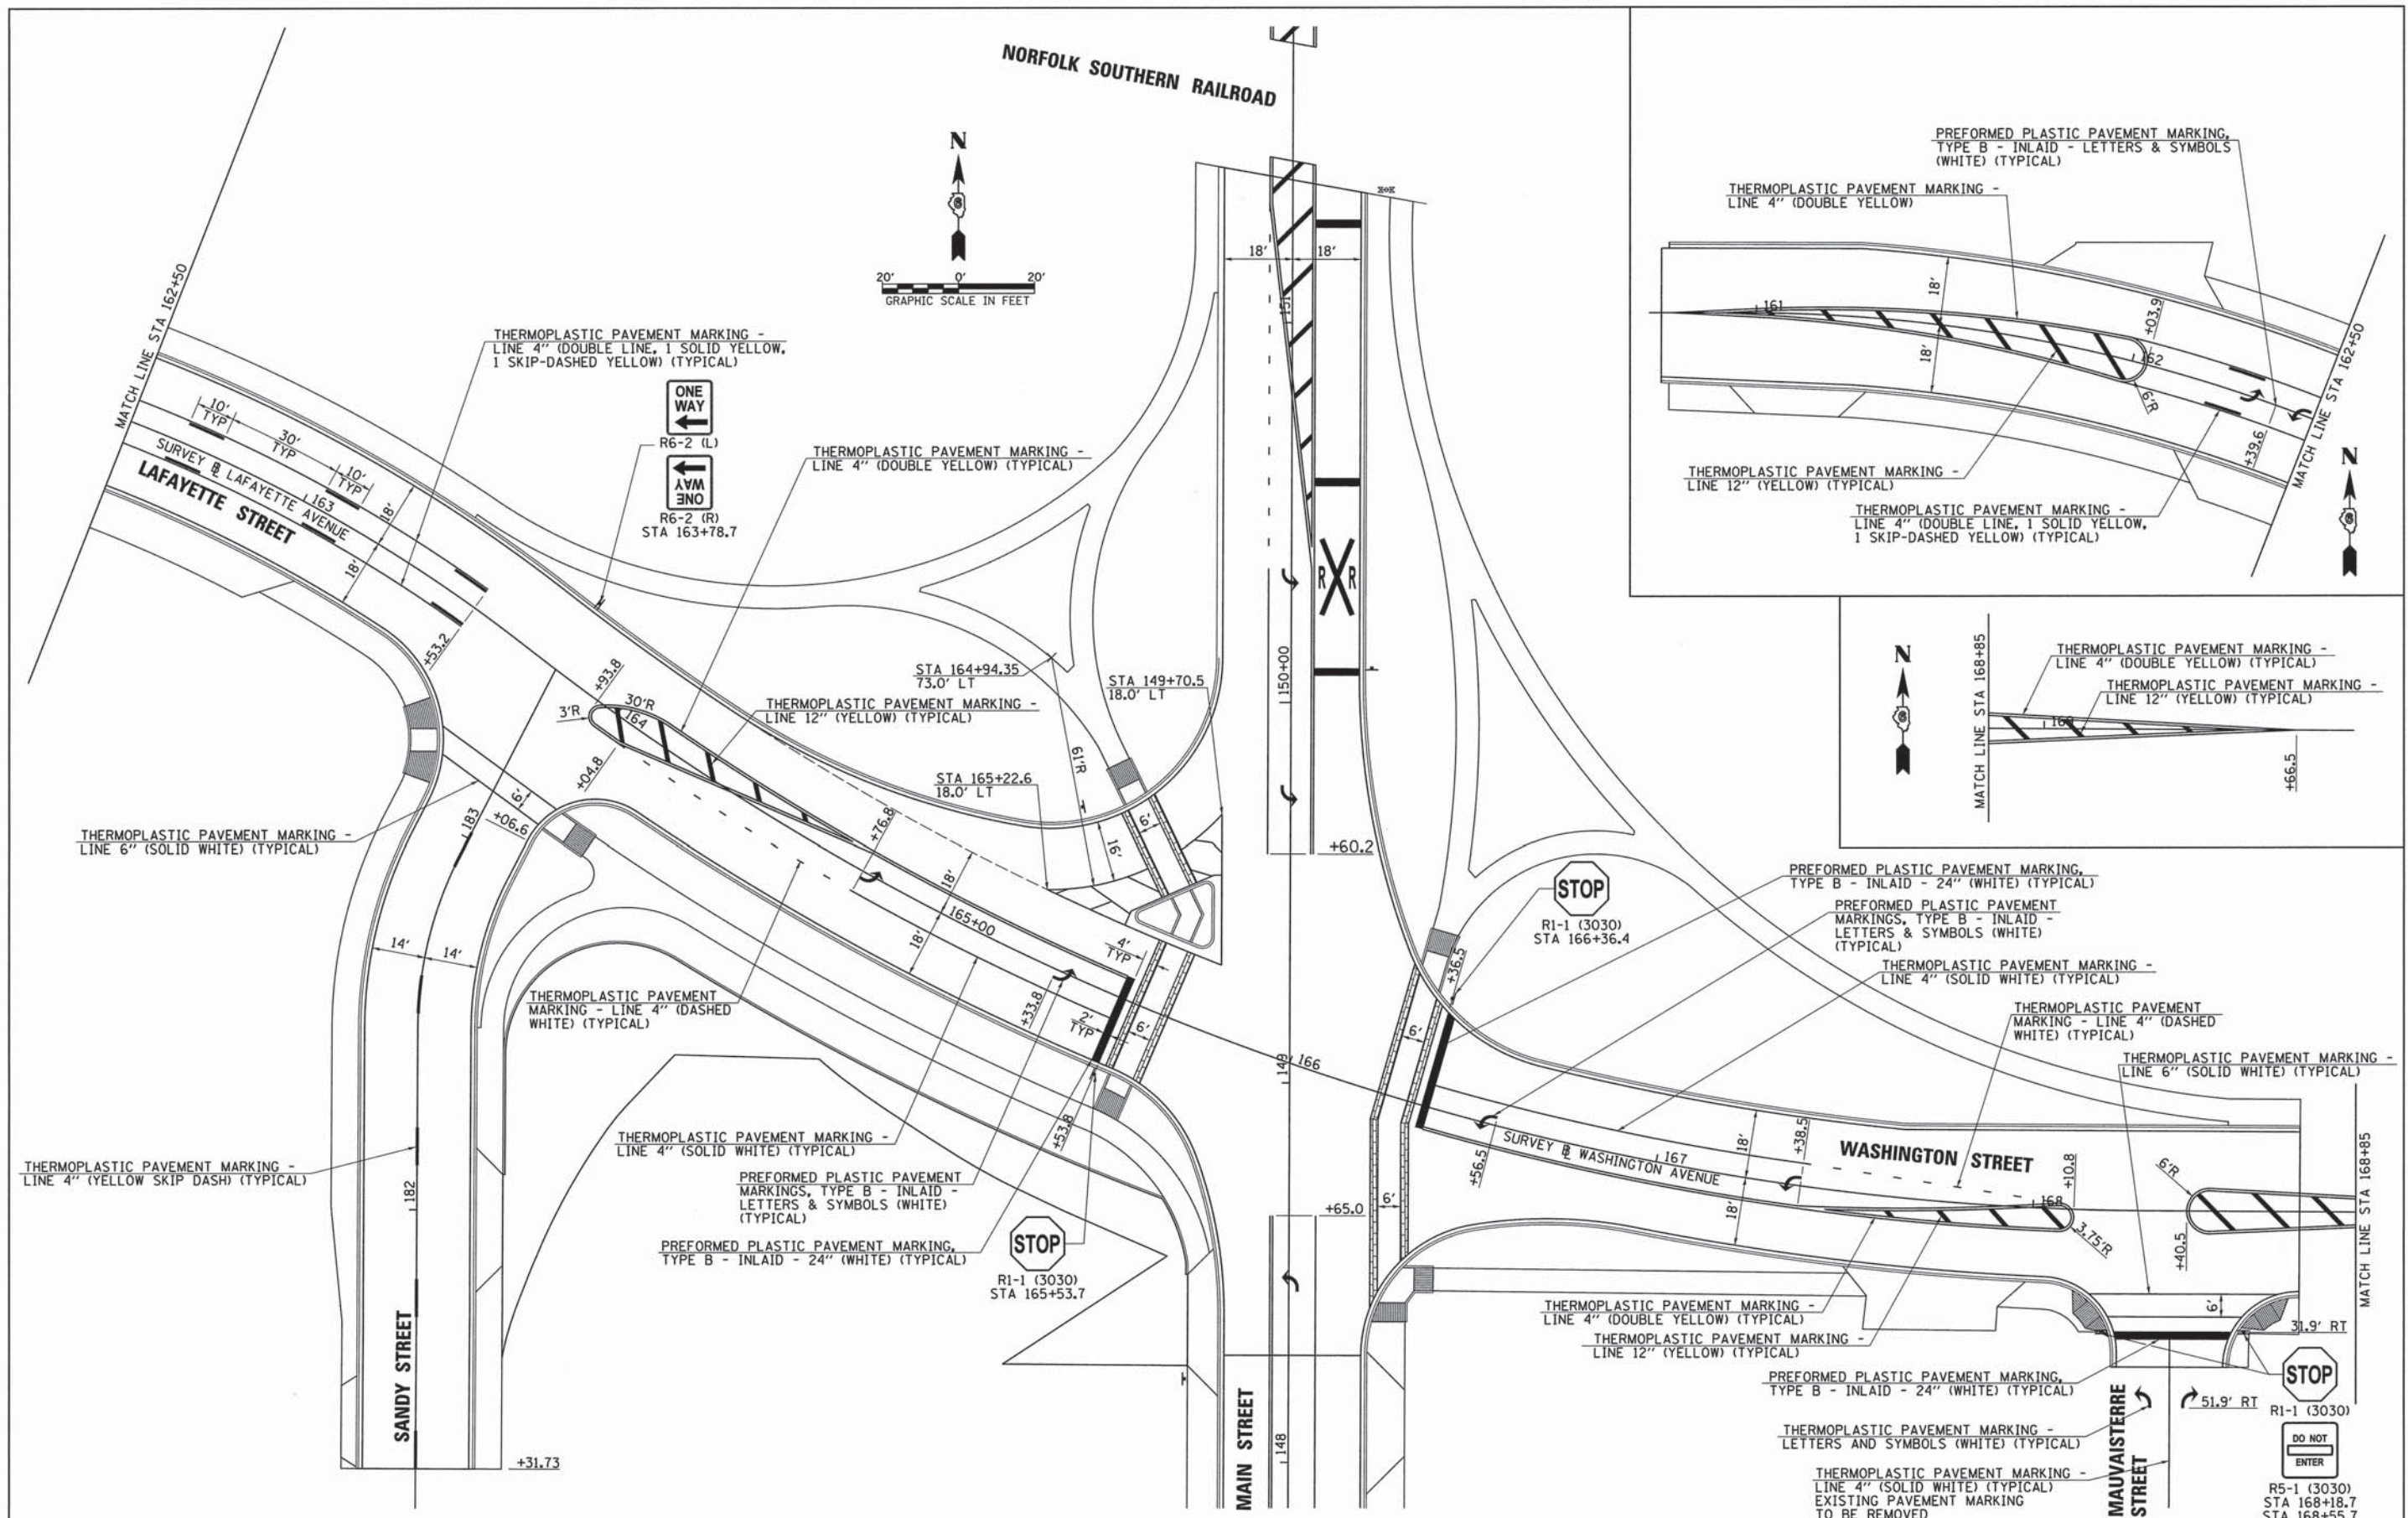 NORFOLK SOUTHERN RAILROAD
N
20' 0' 20'
GRAPHIC SCALE IN FEET
MATCH LINE STA 162+50
THERMOPLASTIC PAVEMENT MARKING -
LINE 4" (DOUBLE LINE, 1 SOLID YELLOW,
1 SKIP-DASHED YELLOW) (TYPICAL)
ONE
WAY
R6-2 (L)
ONE
WAY
R6-2 (R)
STA 163+78.7
THERMOPLASTIC PAVEMENT MARKING -
LINE 4" (DOUBLE YELLOW) (TYPICAL)
10'
TYP
30'
TYP
10'
TYP
SURVEY ℄ LAFAYETTE AVENUE
163
LAFAYETTE STREET
18'
18'
+53.2
+93.8
3'R
30'R
164
+04.8
THERMOPLASTIC PAVEMENT MARKING -
LINE 12" (YELLOW) (TYPICAL)
STA 164+94.35
73.0' LT
STA 149+70.5
18.0' LT
STA 165+22.6
18.0' LT
61'R
16'
6'
18'
18'
151
150+00
R R
+60.2
THERMOPLASTIC PAVEMENT MARKING -
LINE 6" (SOLID WHITE) (TYPICAL)
183
6'
+06.6
+76.8
18'
18'
165+00
4'
TYP
14'
14'
THERMOPLASTIC PAVEMENT
MARKING - LINE 4" (DASHED
WHITE) (TYPICAL)
+33.8
2'
TYP
6'
+53.8
149
166
THERMOPLASTIC PAVEMENT MARKING -
LINE 4" (SOLID WHITE) (TYPICAL)
THERMOPLASTIC PAVEMENT MARKING -
LINE 4" (YELLOW SKIP DASH) (TYPICAL)
182
PREFORMED PLASTIC PAVEMENT
MARKINGS, TYPE B - INLAID -
LETTERS & SYMBOLS (WHITE)
(TYPICAL)
PREFORMED PLASTIC PAVEMENT MARKING,
TYPE B - INLAID - 24" (WHITE) (TYPICAL)
STOP
R1-1 (3030)
STA 165+53.7
SANDY STREET
+31.73
MAIN STREET
148
+65.0
PREFORMED PLASTIC PAVEMENT MARKING,
TYPE B - INLAID - LETTERS & SYMBOLS
(WHITE) (TYPICAL)
THERMOPLASTIC PAVEMENT MARKING -
LINE 4" (DOUBLE YELLOW)
161
18'
18'
+03.9
162
6'R
+39.6
MATCH LINE STA 162+50
THERMOPLASTIC PAVEMENT MARKING -
LINE 12" (YELLOW) (TYPICAL)
THERMOPLASTIC PAVEMENT MARKING -
LINE 4" (DOUBLE LINE, 1 SOLID YELLOW,
1 SKIP-DASHED YELLOW) (TYPICAL)
N
N
MATCH LINE STA 168+85
THERMOPLASTIC PAVEMENT MARKING -
LINE 4" (DOUBLE YELLOW) (TYPICAL)
THERMOPLASTIC PAVEMENT MARKING -
LINE 12" (YELLOW) (TYPICAL)
169
+66.5
PREFORMED PLASTIC PAVEMENT MARKING,
TYPE B - INLAID - 24" (WHITE) (TYPICAL)
STOP
R1-1 (3030)
STA 166+36.4
PREFORMED PLASTIC PAVEMENT
MARKINGS, TYPE B - INLAID -
LETTERS & SYMBOLS (WHITE)
(TYPICAL)
THERMOPLASTIC PAVEMENT MARKING -
LINE 4" (SOLID WHITE) (TYPICAL)
THERMOPLASTIC PAVEMENT
MARKING - LINE 4" (DASHED
WHITE) (TYPICAL)
THERMOPLASTIC PAVEMENT MARKING -
LINE 6" (SOLID WHITE) (TYPICAL)
+36.5
6'
6'
+56.5
SURVEY ℄ WASHINGTON AVENUE
167
18'
18'
+38.5
WASHINGTON STREET
+10.8
168
3.75'R
6'R
+40.5
MATCH LINE STA 168+85
THERMOPLASTIC PAVEMENT MARKING -
LINE 4" (DOUBLE YELLOW) (TYPICAL)
THERMOPLASTIC PAVEMENT MARKING -
LINE 12" (YELLOW) (TYPICAL)
6'
31.9' RT
PREFORMED PLASTIC PAVEMENT MARKING,
TYPE B - INLAID - 24" (WHITE) (TYPICAL)
STOP
R1-1 (3030)
51.9' RT
THERMOPLASTIC PAVEMENT MARKING -
LETTERS AND SYMBOLS (WHITE) (TYPICAL)
THERMOPLASTIC PAVEMENT MARKING -
LINE 4" (SOLID WHITE) (TYPICAL)
EXISTING PAVEMENT MARKING
TO BE REMOVED
MAUVAISTERRE
STREET
DO NOT
ENTER
R5-1 (3030)
STA 168+18.7
STA 168+55.7